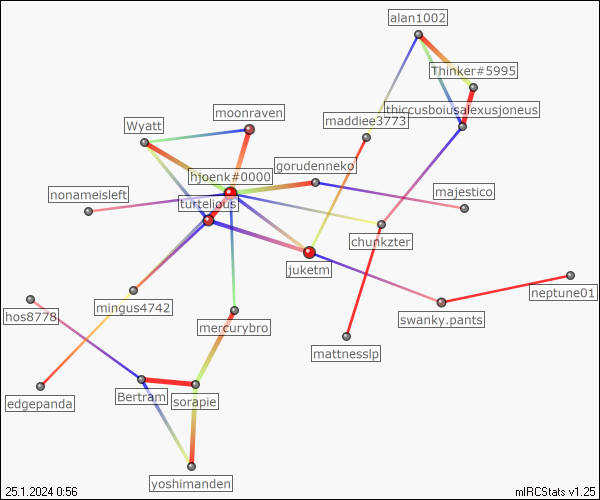 alan1002
Thinker#5995
thiccusboiusalexusjoneus
moonraven
maddiee3773
Wyatt
gorudenneko
hjoenk#0000
nonameisleft
turtelious
majestico
chunkzter
juketm
neptune01
mingus4742
hos8778
swanky.pants
mercurybro
mattnesslp
Bertram
sorapie
edgepanda
yoshimanden
25.1.2024 0:56
mIRCStats v1.25